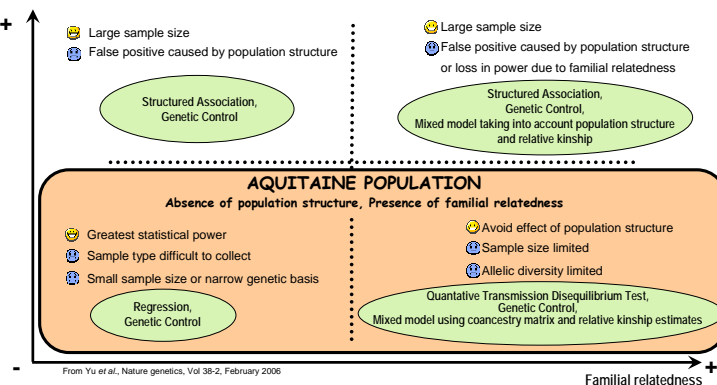 +
Large sample size
False positive caused by population structure
Structured Association,
Genetic Control
Large sample size
False positive caused by population structure
or loss in power due to familial relatedness
Structured Association,
Genetic Control,
Mixed model taking into account population structure
and relative kinship
AQUITAINE POPULATION
Absence of population structure, Presence of familial relatedness
Greatest statistical power
Sample type difficult to collect
Small sample size or narrow genetic basis
Regression,
Genetic Control
Avoid effect of population structure
Sample size limited
Allelic diversity limited
Quantative Transmission Disequilibrium Test,
Genetic Control,
Mixed model using coancestry matrix and relative kinship estimates
-
From Yu et al., Nature genetics, Vol 38-2, February 2006
+
Familial relatedness